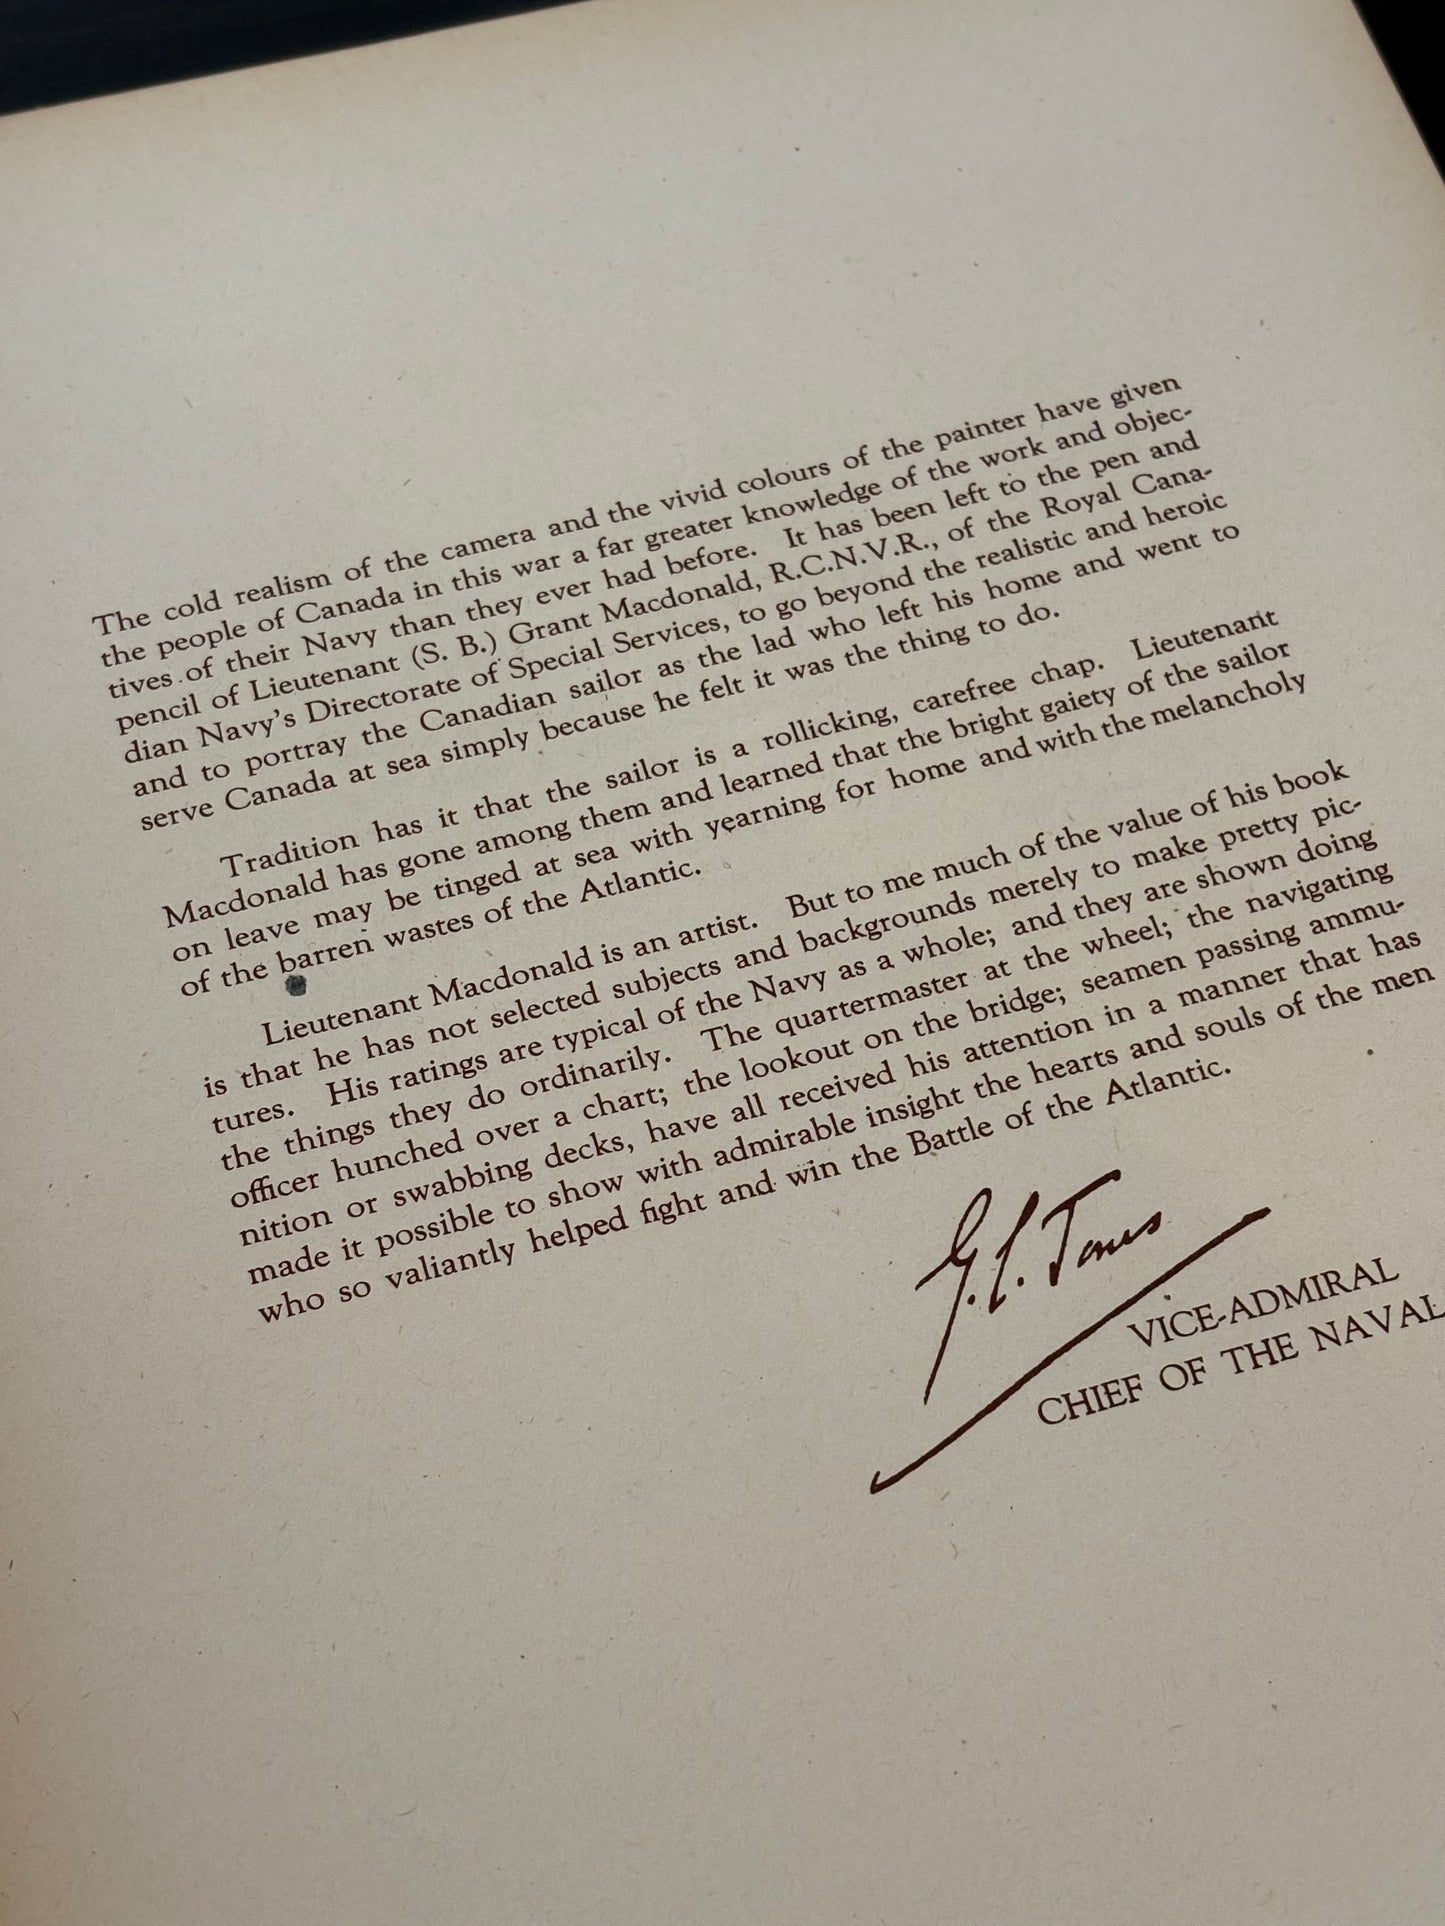 The cold realism of the camera and the vivid colours of the painter have given
the people of Canada in this war a far greater knowledge of the work and objec-
tives of their Navy than they ever had before. It has been left to the pen and
pencil of Lieutenant (S. B.) Grant Macdonald, R.C.N.V.R., of the Royal Cana-
dian Navy's Directorate of Special Services, to go beyond the realistic and heroic
and to portray the Canadian sailor as the lad who left his home and went to
serve Canada at sea simply because he felt it was the thing to do.
Tradition has it that the sailor is a rollicking, carefree chap. Lieutenant
Macdonald has gone among them and learned that the bright gaiety of the sailor
on leave may be tinged at sea with yearning for home and with the melancholy
of the barren wastes of the Atlantic.
Lieutenant Macdonald is an artist. But to me much of the value of his book
is that he has not selected subjects and backgrounds merely to make pretty pic-
tures. His ratings are typical of the Navy as a whole; and they are shown doing
the things they do ordinarily. The quartermaster at the wheel; the navigating
officer hunched over a chart; the lookout on the bridge; seamen passing ammu-
nition or swabbing decks, have all received his attention in a manner that has
made it possible to show with admirable insight the hearts and souls of the men
who so valiantly helped fight and win the Battle of the Atlantic.
G. C. Jones
VICE-ADMIRAL
CHIEF OF THE NAVAL